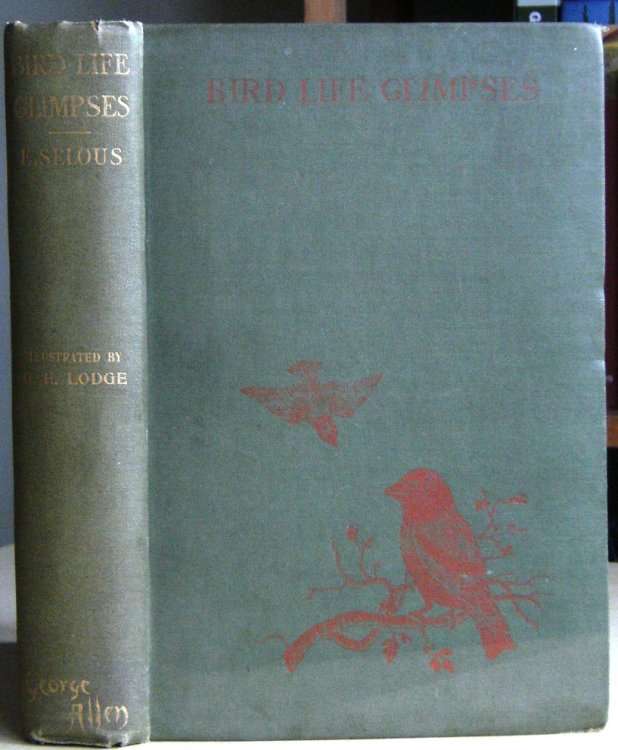 BIRD LIFE
GLIMPSES
E. SELOUS
ILLUSTRATED BY
G. H. LODGE
George
Allen
BIRD LIFE GLIMPSES